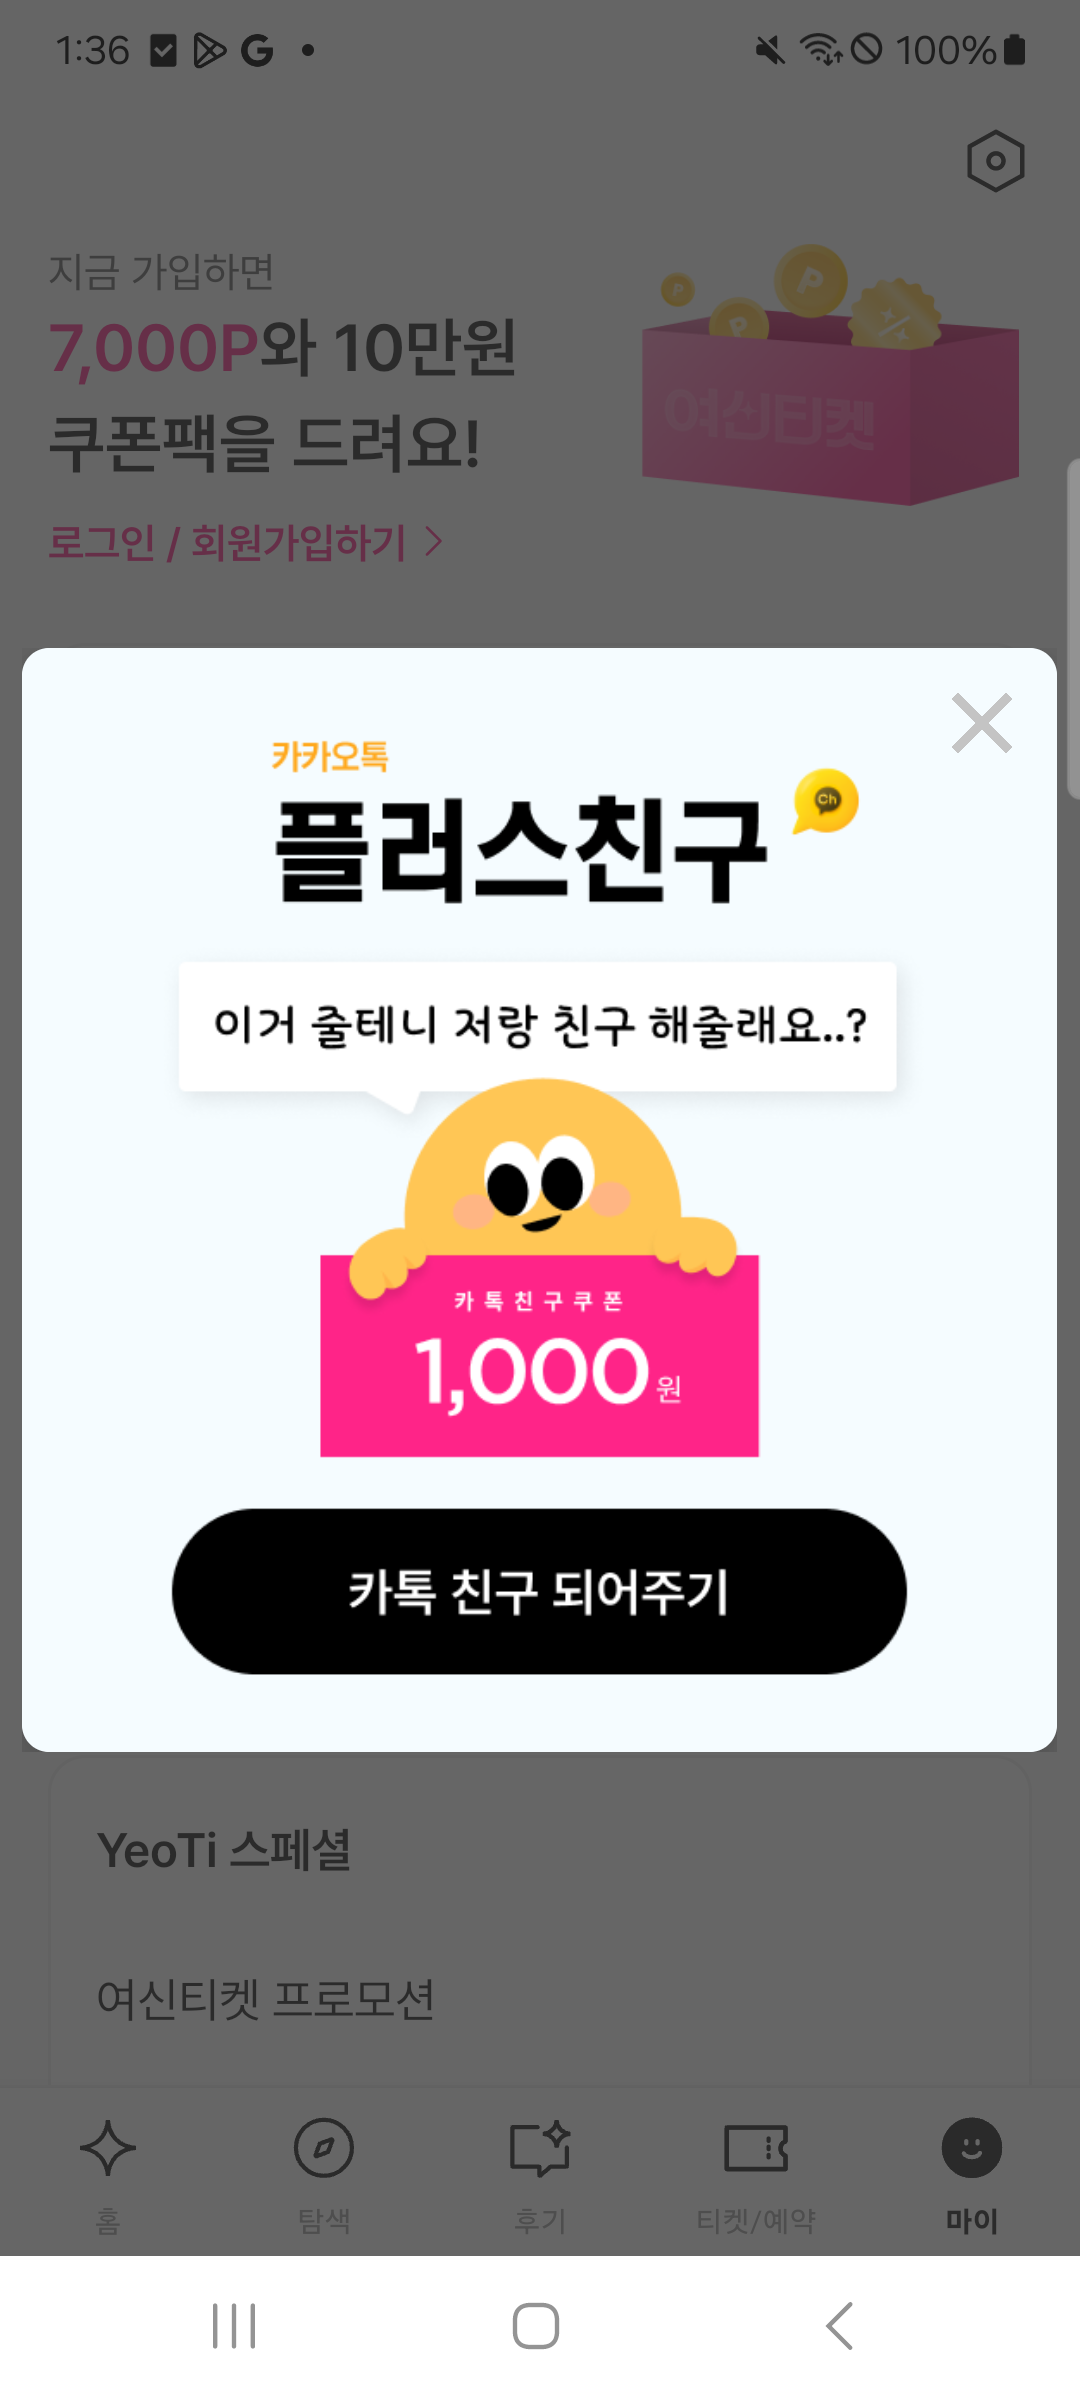 1:36
100%
지금 가입하면
7,000P와 10만원
쿠폰팩을 드려요!
여신티켓
로그인 / 회원가입하기
카카오톡
플러스친구
Ch
이거 줄테니 저랑 친구 해줄래요..?
카톡친구쿠폰
1,000원
카톡 친구 되어주기
YeoTi 스페셜
여신티켓 프로모션
홈
탐색
후기
티켓/예약
마이